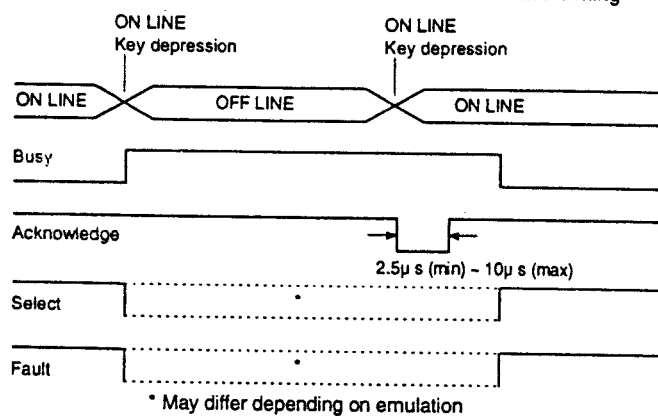 ON LINE
Key depression
ON LINE
Key depression
ON LINE
OFF LINE
ON LINE
Busy
Acknowledge
2.5μ s (min) ~ 10μ s (max)
Select
*
Fault
*
* May differ depending on emulation